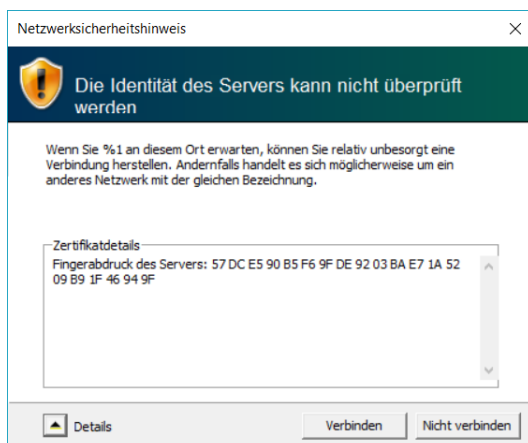 Netzwerksicherheitshinweis
Die Identität des Servers kann nicht überprüft
werden
Wenn Sie %1 an diesem Ort erwarten, können Sie relativ unbesorgt eine
Verbindung herstellen. Andernfalls handelt es sich möglicherweise um ein
anderes Netzwerk mit der gleichen Bezeichnung.
Zertifikatdetails
Fingerabdruck des Servers: 57 DC E5 90 B5 F6 9F DE 92 03 BA E7 1A 52
09 B9 1F 46 94 9F
Details
Verbinden
Nicht verbinden